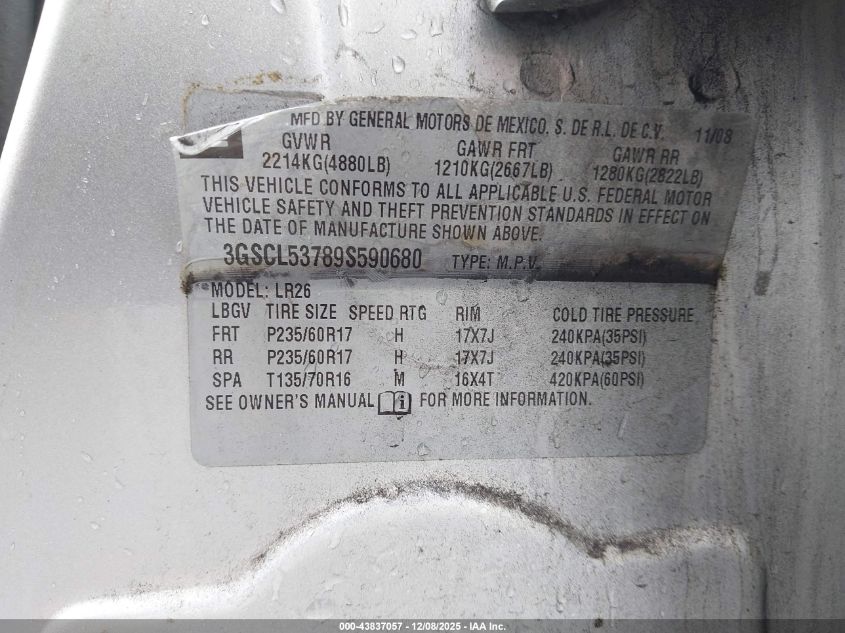 MFD BY GENERAL MOTORS DE MEXICO, S. DE R.L. DE C.V. 11/08
GVWR GAWR FRT GAWR RR
2214KG(4880LB) 1210KG(2667LB) 1280KG(2822LB)
THIS VEHICLE CONFORMS TO ALL APPLICABLE U.S. FEDERAL MOTOR
VEHICLE SAFETY AND THEFT PREVENTION STANDARDS IN EFFECT ON
THE DATE OF MANUFACTURE SHOWN ABOVE.
3GSCL53789S590680 TYPE: M.P.V.
MODEL: LR26
LBGV TIRE SIZE SPEED RTG RIM COLD TIRE PRESSURE
FRT P235/60R17 H 17X7J 240KPA(35PSI)
RR P235/60R17 H 17X7J 240KPA(35PSI)
SPA T135/70R16 M 16X4T 420KPA(60PSI)
SEE OWNER'S MANUAL i FOR MORE INFORMATION.
000-43837057 - 12/08/2025 - IAA Inc.